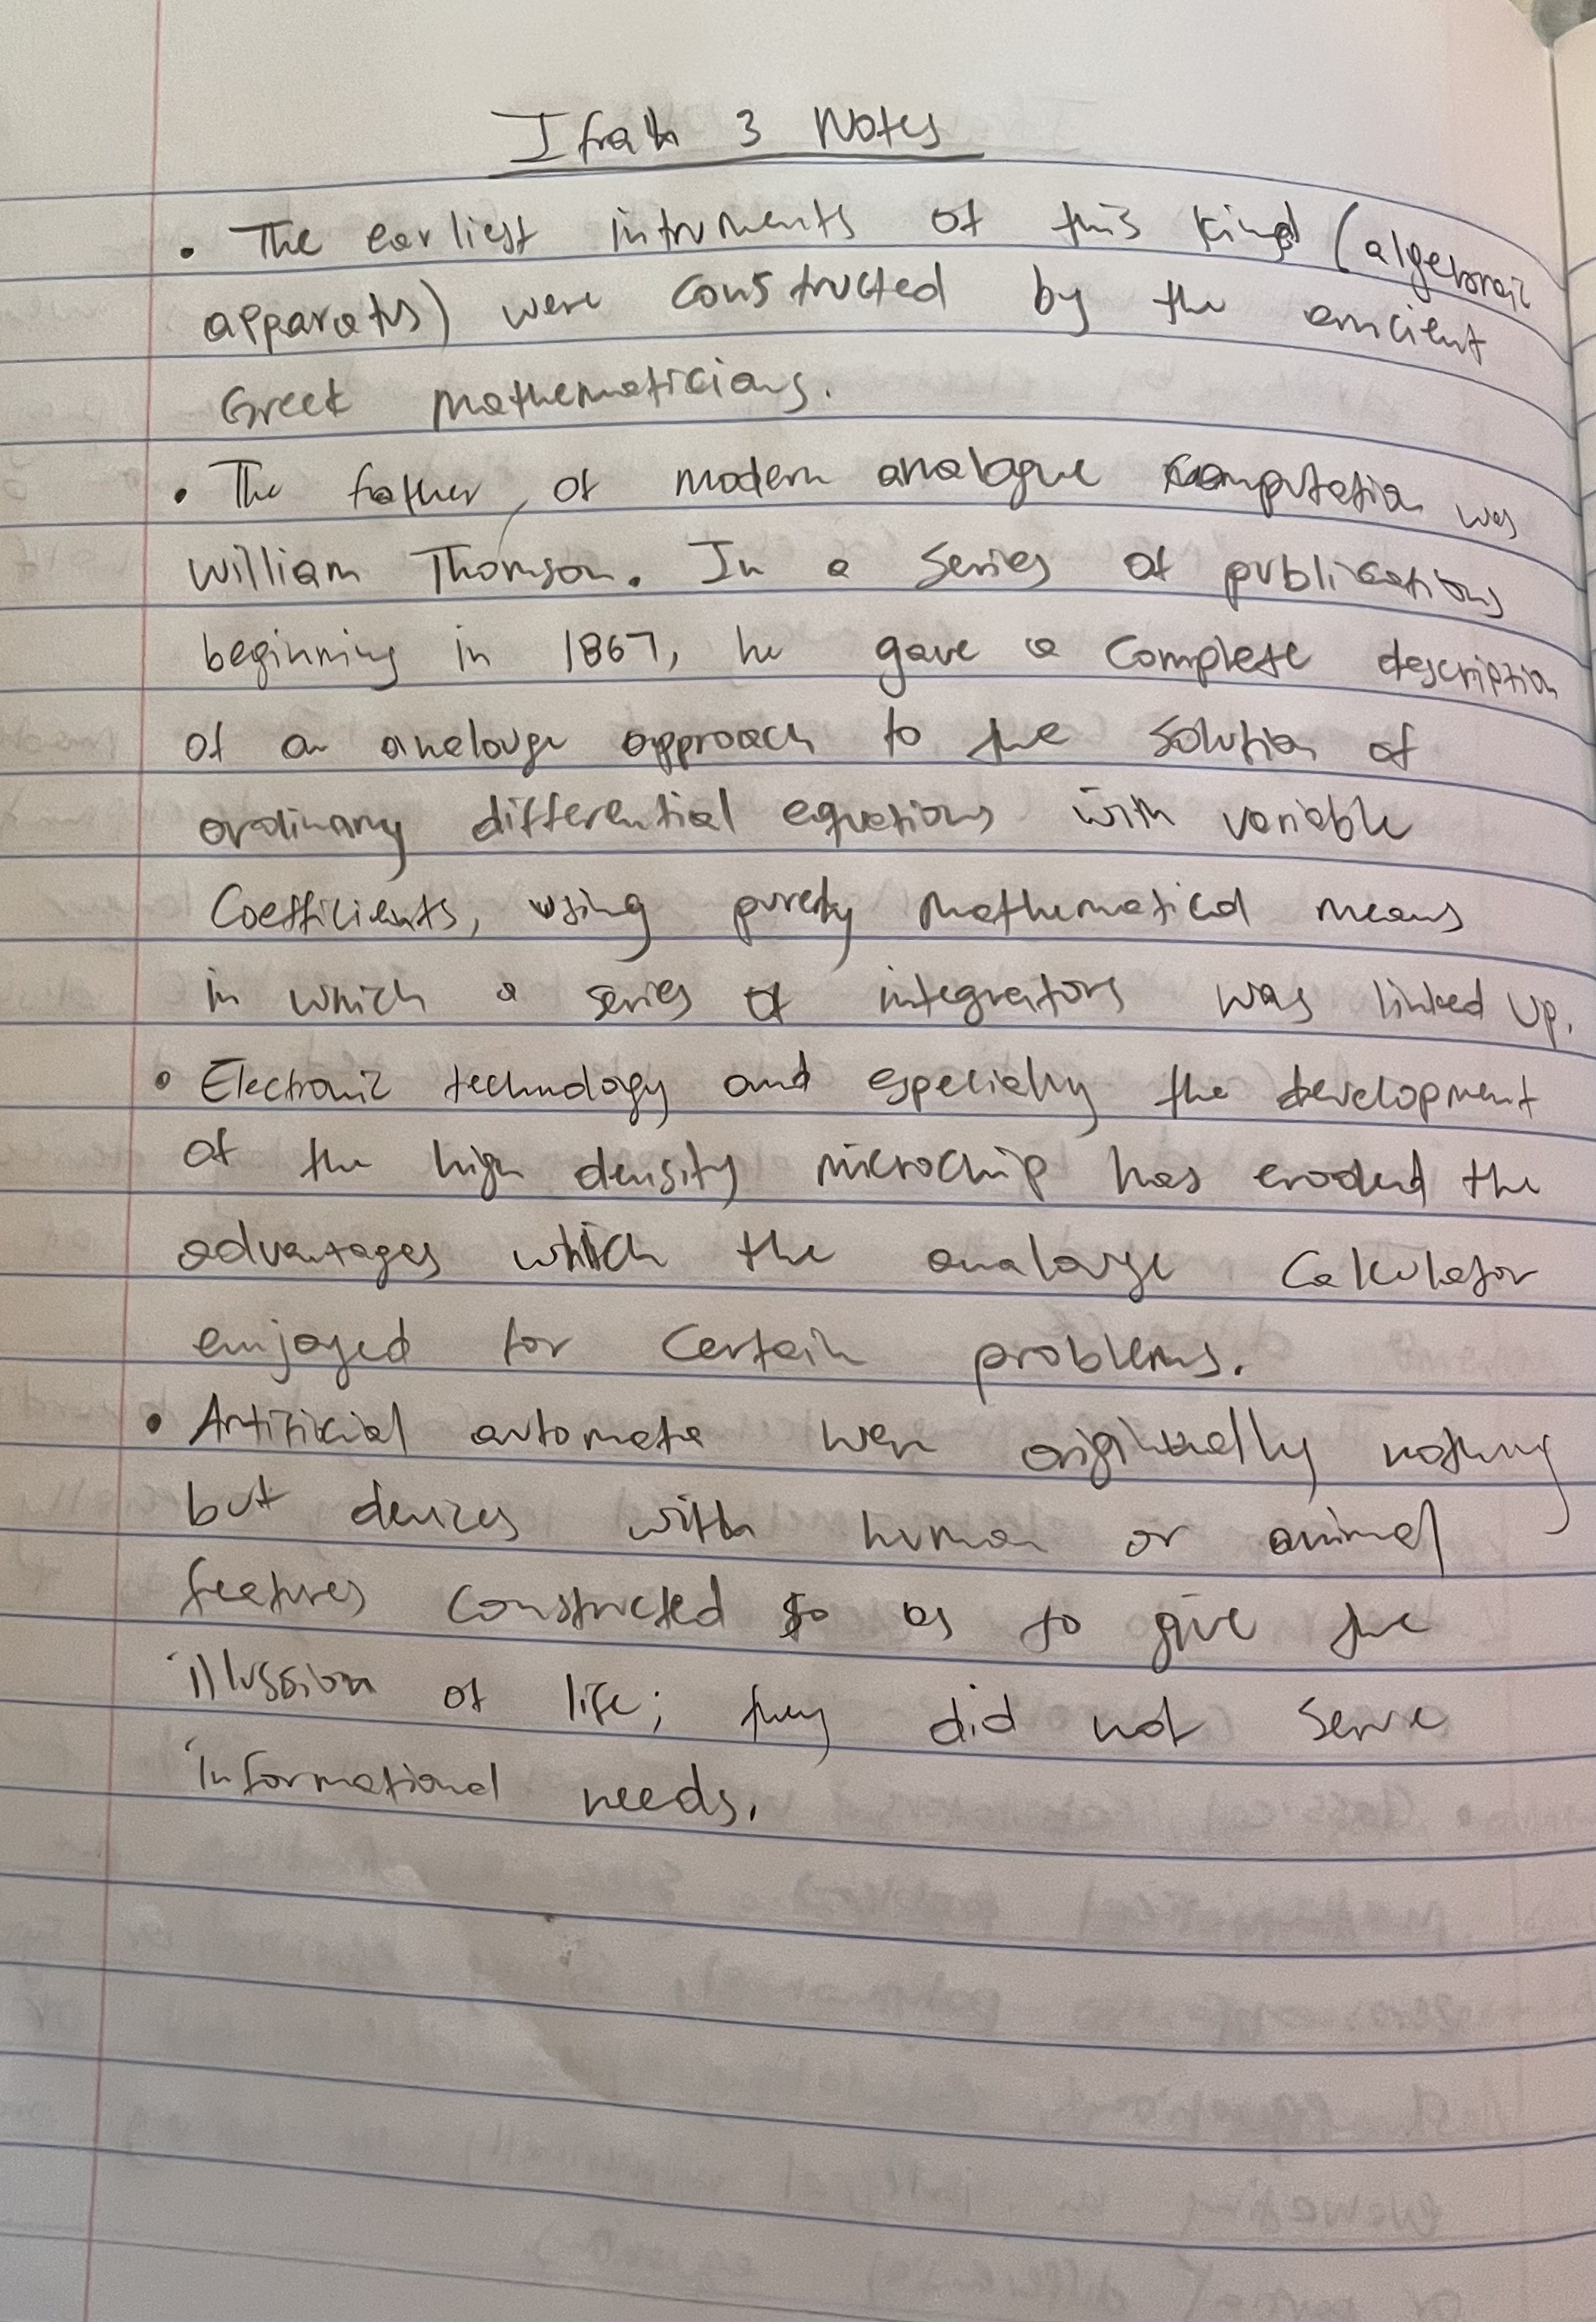 Ifrah 3 Notes
• The earliest intruments of this kind (algebraic
apparatus) were constructed by the ancient
Greek mathematicians.
• The father of modern analogue computation was
William Thomson. In a series of publications
beginning in 1867, he gave a complete description
of an analouge approach to the solution of
ordinary differential equations with variable
coefficients, using purely mathematical means
in which a series of integrators was linked up.
• Electronic technology and especially the development
of the high density microchip has eroded the
advantages which the analouge calculator
enjoyed for certain problems.
• Artificial automata were originally nothing
but devices with human or animal
features constructed so as to give the
illussion of life; they did not serve
informational needs.